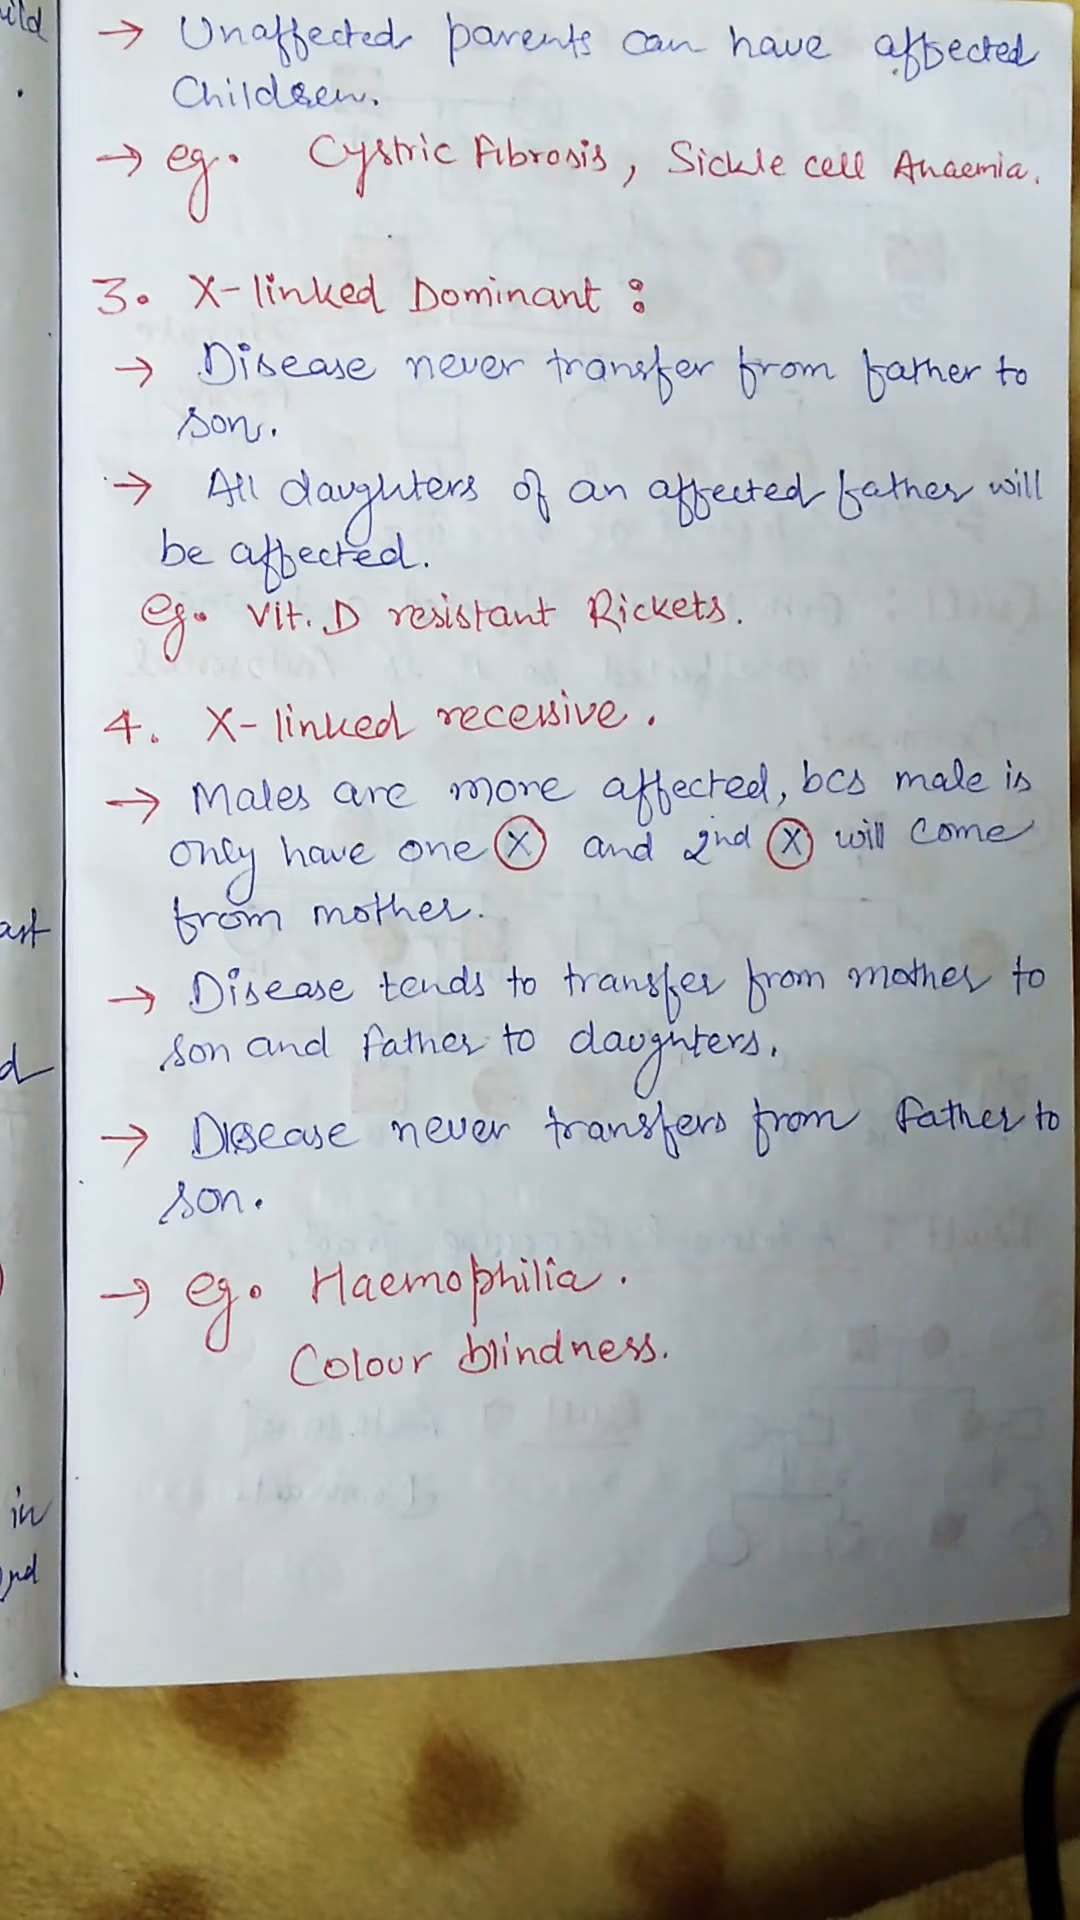 → Unaffected parents can have affected
Children.
→ eg. Cystric Fibrosis, Sickle cell Anaemia.
3. X-linked Dominant :
→ Disease never transfer from father to
son.
→ All daughters of an affected father will
be affected.
eg. Vit. D resistant Rickets.
4. X-linked recessive.
→ Males are more affected, bcs male is
only have one X and 2nd X will come
from mother.
→ Disease tends to transfer from mother to
son and father to daughters.
→ Disease never transfers from Father to
son.
→ eg. Haemophilia.
Colour blindness.